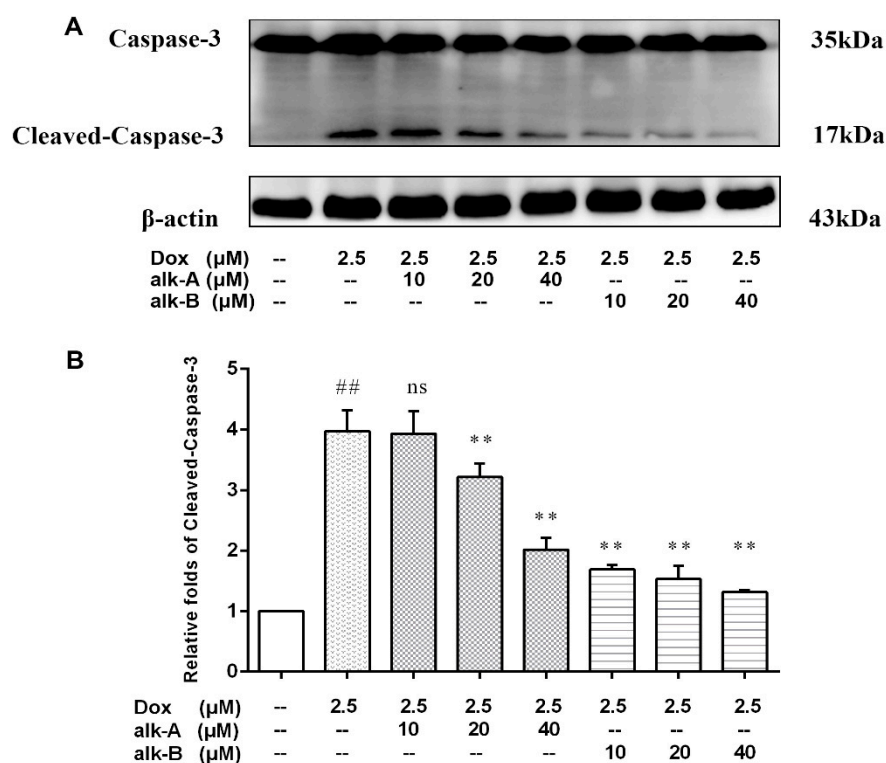 A
Caspase-3 35kDa
Cleaved-Caspase-3 17kDa
β-actin 43kDa
Dox (µM) -- 2.5 2.5 2.5 2.5 2.5 2.5 2.5
alk-A (µM) -- -- 10 20 40 -- -- --
alk-B (µM) -- -- -- -- -- 10 20 40
B
Relative folds of Cleaved-Caspase-3
5
4
3
2
1
0
## ns ** ** ** ** **
Dox (µM) -- 2.5 2.5 2.5 2.5 2.5 2.5 2.5
alk-A (µM) -- -- 10 20 40 -- -- --
alk-B (µM) -- -- -- -- -- 10 20 40